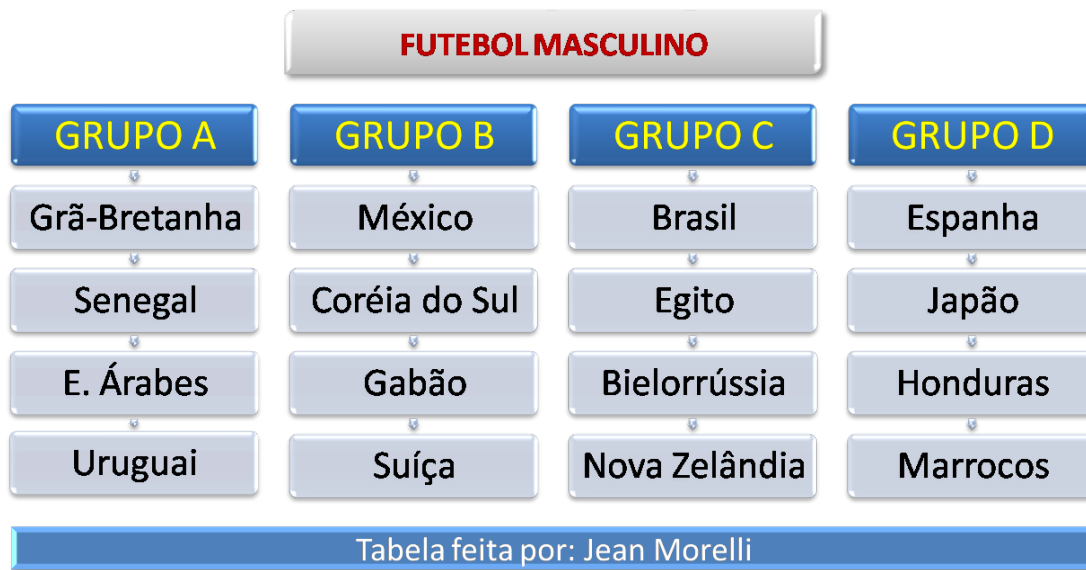 FUTEBOL MASCULINO
GRUPO A
Grã-Bretanha
Senegal
E. Árabes
Uruguai
GRUPO B
México
Coréia do Sul
Gabão
Suíça
GRUPO C
Brasil
Egito
Bielorrússia
Nova Zelândia
GRUPO D
Espanha
Japão
Honduras
Marrocos
Tabela feita por: Jean Morelli